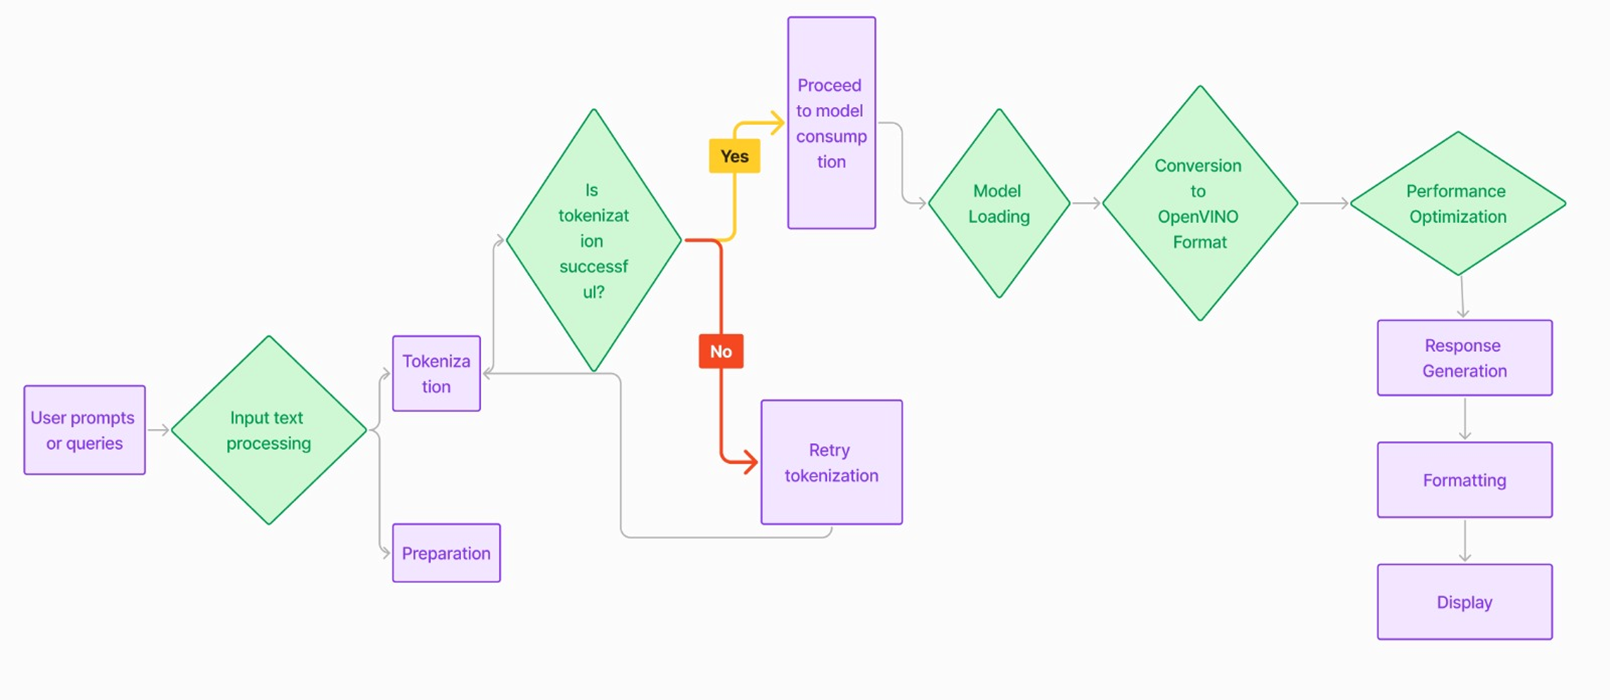 User prompts
or queries
Input text
processing
Tokeniza
tion
Preparation
Is
tokenizat
ion
successf
ul?
Yes
No
Proceed
to model
consump
tion
Retry
tokenization
Model
Loading
Conversion
to
OpenVINO
Format
Performance
Optimization
Response
Generation
Formatting
Display